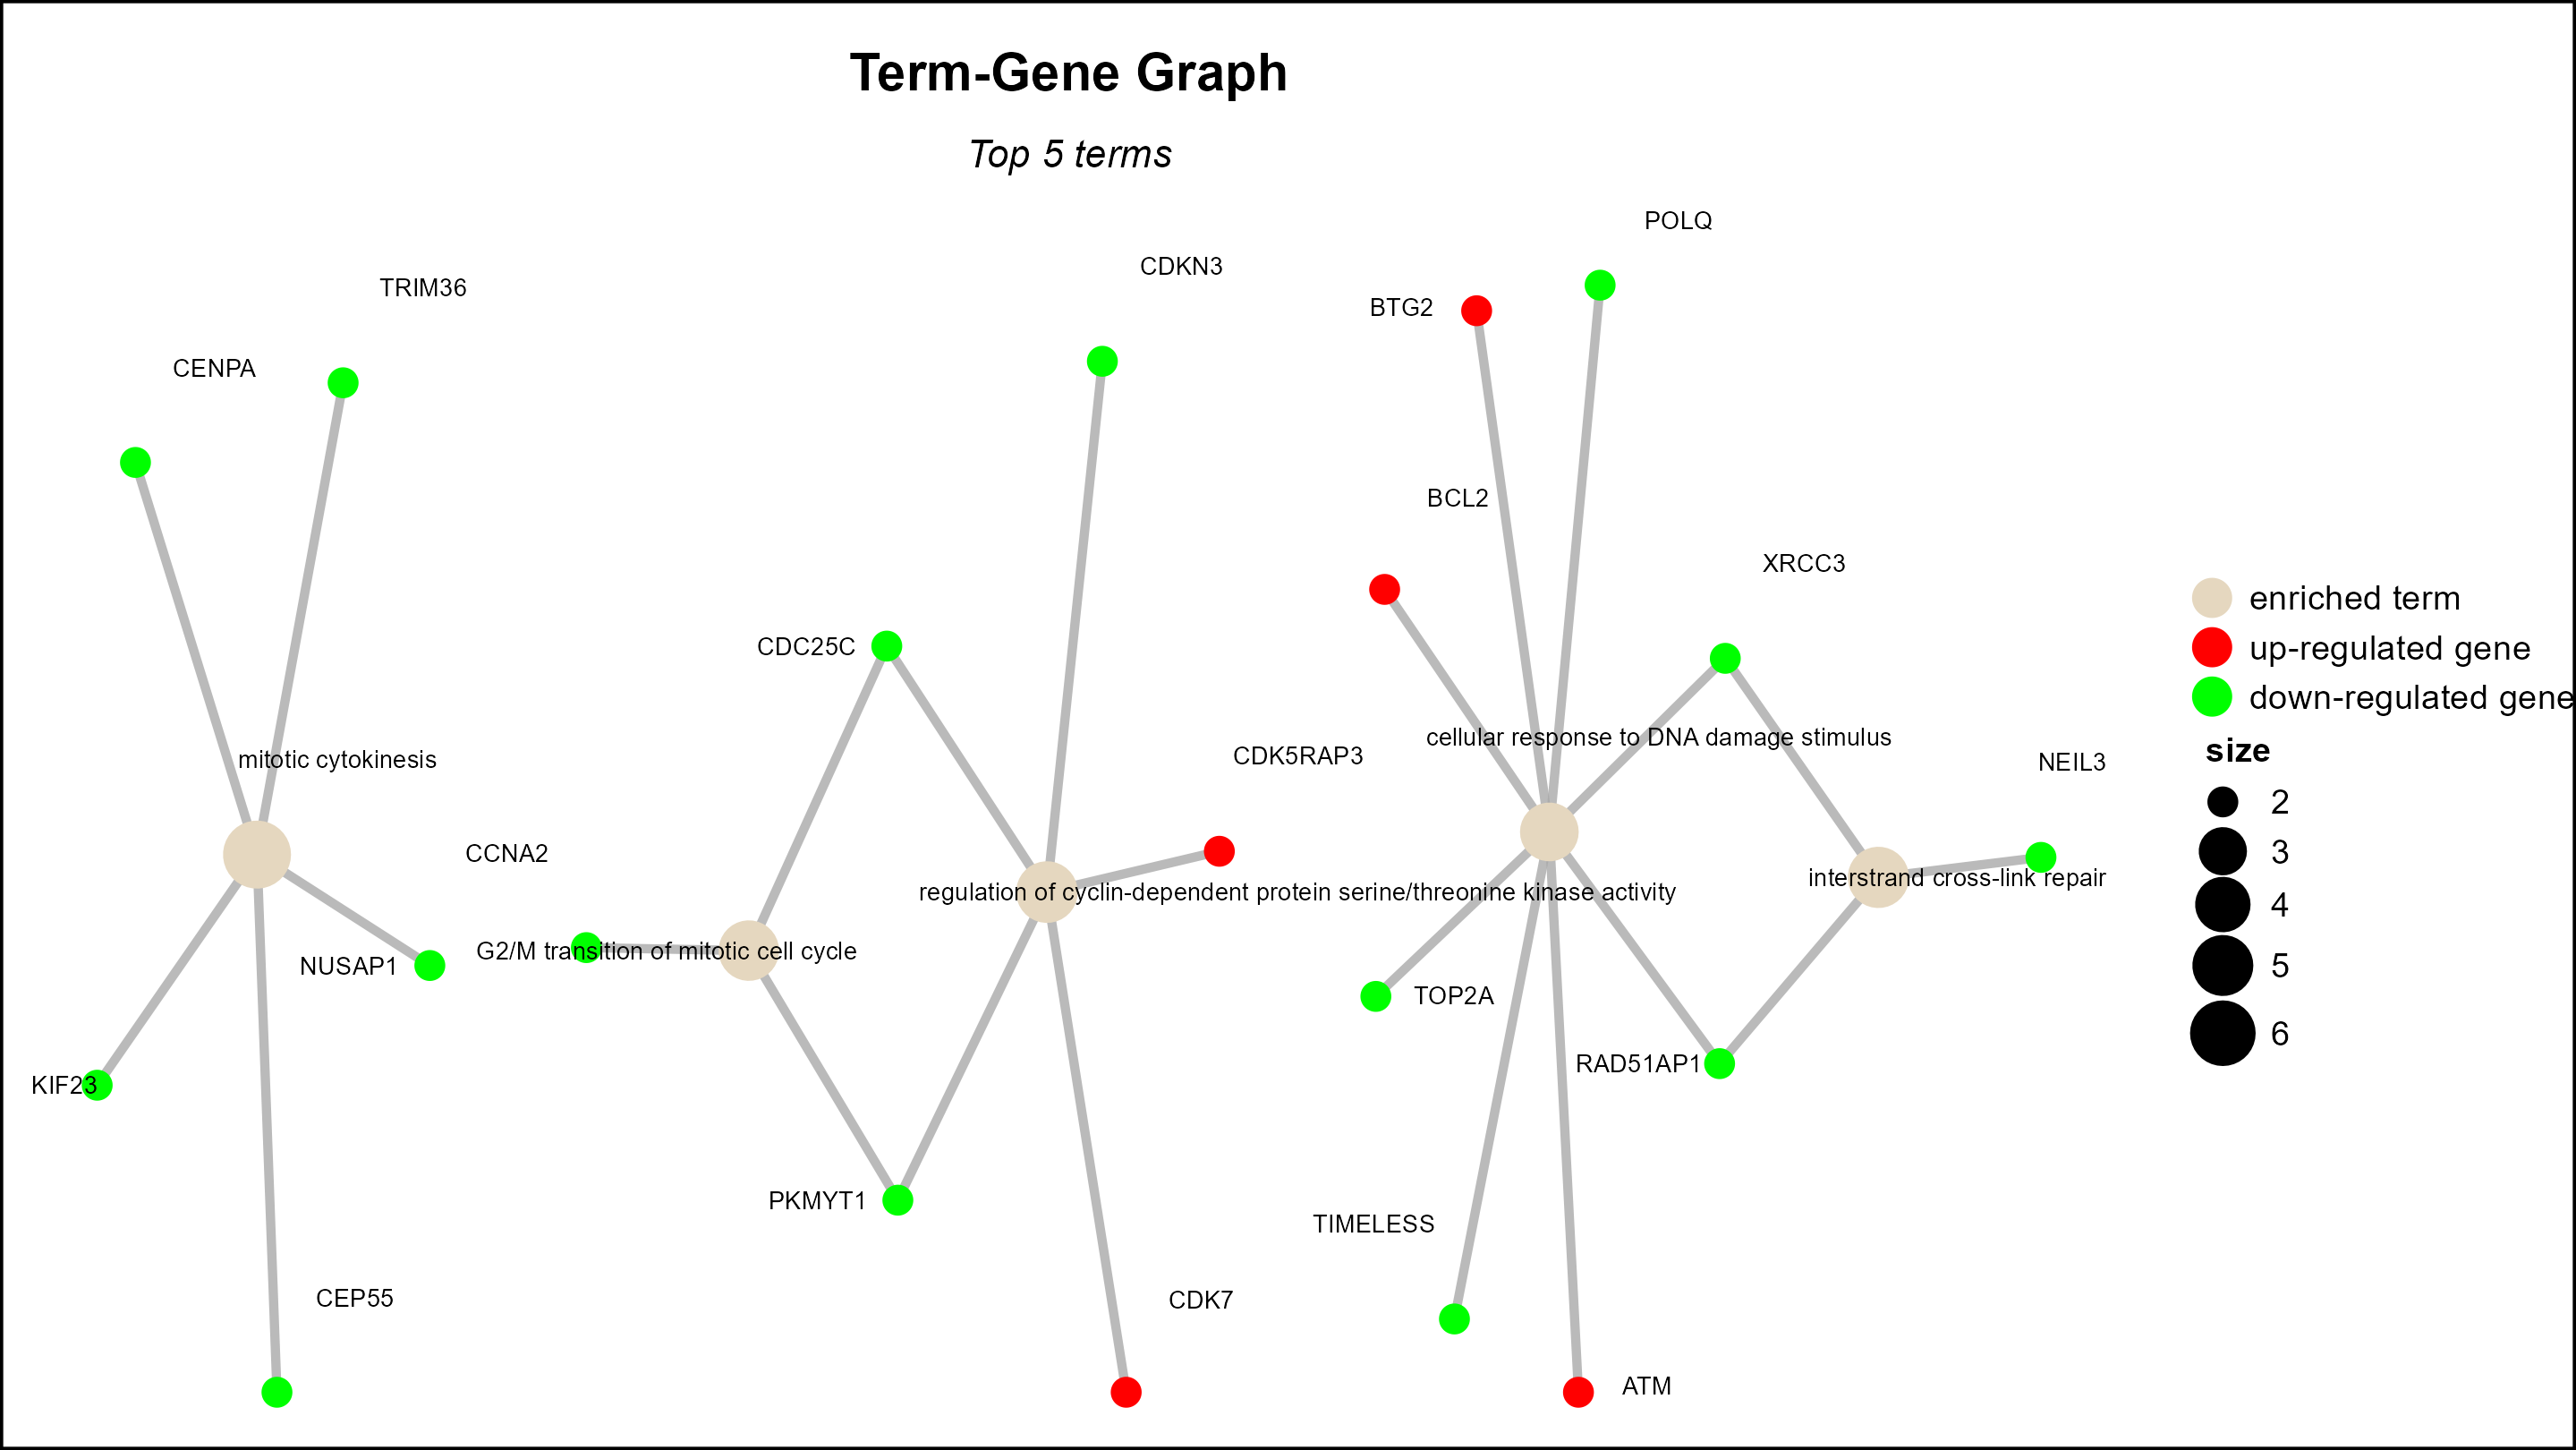 Term-Gene Graph
Top 5 terms
POLQ
CDKN3
TRIM36
BTG2
CENPA
BCL2
XRCC3
enriched term
up-regulated gene
CDC25C
down-regulated gene
cellular response to DNA damage stimulus
size
CDK5RAP3
mitotic cytokinesis
NEIL3
2
3
CCNA2
interstrand cross-link repair
regulation of cyclin-dependent protein serine/threonine kinase activity
4
G2/M transition of mitotic cell cycle
NUSAP1
5
TOP2A
6
RAD51AP1
KIF23
PKMYT1
TIMELESS
CEP55
CDK7
ATM